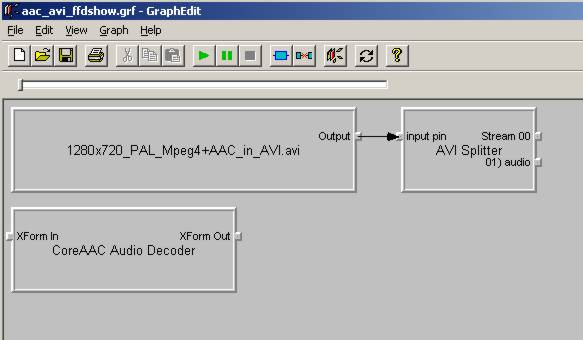 aac_avi_ffdshow.grf - GraphEdit
File Edit View Graph Help
Output
input pin
Stream 00
1280x720_PAL_Mpeg4+AAC_in_AVI.avi
AVI Splitter
01) audio
XForm In
XForm Out
CoreAAC Audio Decoder